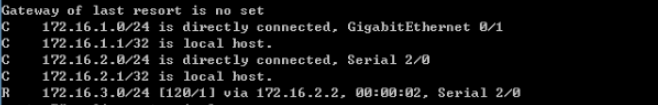 Gateway of last resort is no set
C    172.16.1.0/24 is directly connected, GigabitEthernet 0/1
C    172.16.1.1/32 is local host.
C    172.16.2.0/24 is directly connected, Serial 2/0
C    172.16.2.1/32 is local host.
R    172.16.3.0/24 [120/1] via 172.16.2.2, 00:00:02, Serial 2/0